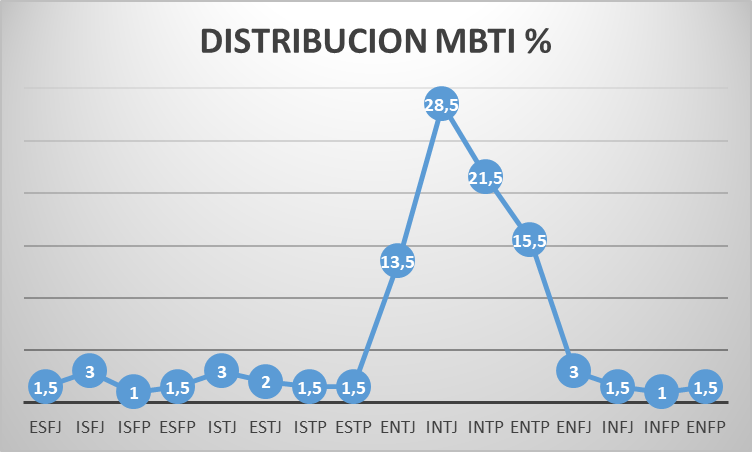 DISTRIBUCION MBTI %
28,5
21,5
15,5
13,5
1,5 3 1 1,5 3 2 1,5 1,5 3 1,5 1 1,5
ESFJ ISFJ ISFP ESFP ISTJ ESTJ ISTP ESTP ENTJ INTJ INTP ENTP ENFJ INFJ INFP ENFP